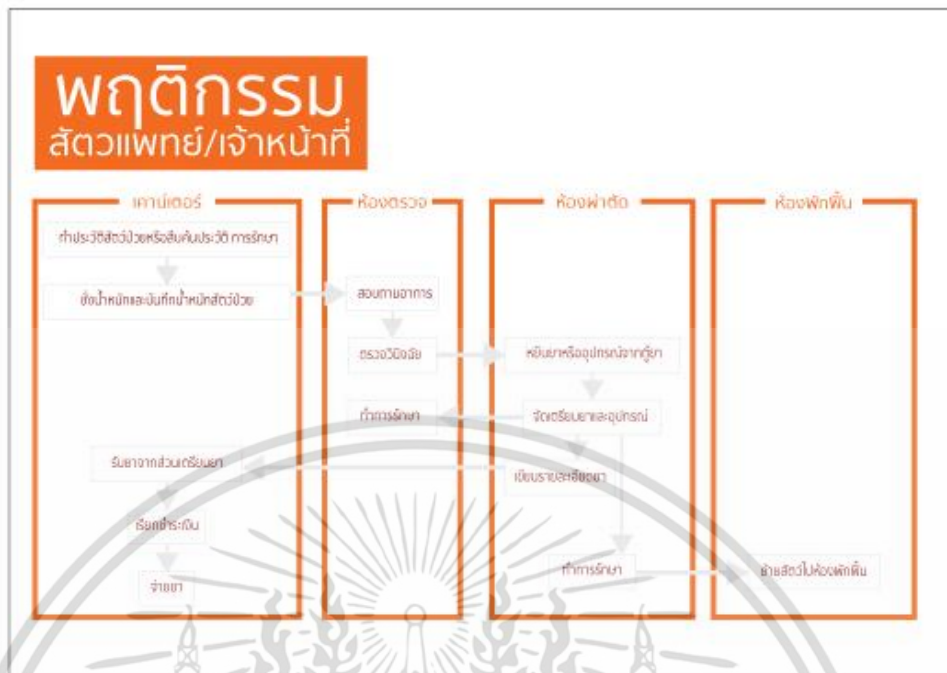 พฤติกรรม
สัตวแพทย์/เจ้าหน้าที่
เคาน์เตอร์
ห้องตรวจ
ห้องผ่าตัด
ห้องพักฟื้น
ทำประวัติสัตว์ป่วยหรือสืบค้นประวัติ การรักษา
ชั่งน้ำหนักและบันทึกน้ำหนักสัตว์ป่วย
สอบถามอาการ
ตรวจวินิจฉัย
หยิบยาหรืออุปกรณ์จากตู้ยา
ทำการรักษา
จัดเตรียมยาและอุปกรณ์
รับยาจากส่วนเตรียมยา
เขียนรายละเอียดยา
เรียกชำระเงิน
จ่ายยา
ทำการรักษา
ย้ายสัตว์ไปห้องพักฟื้น